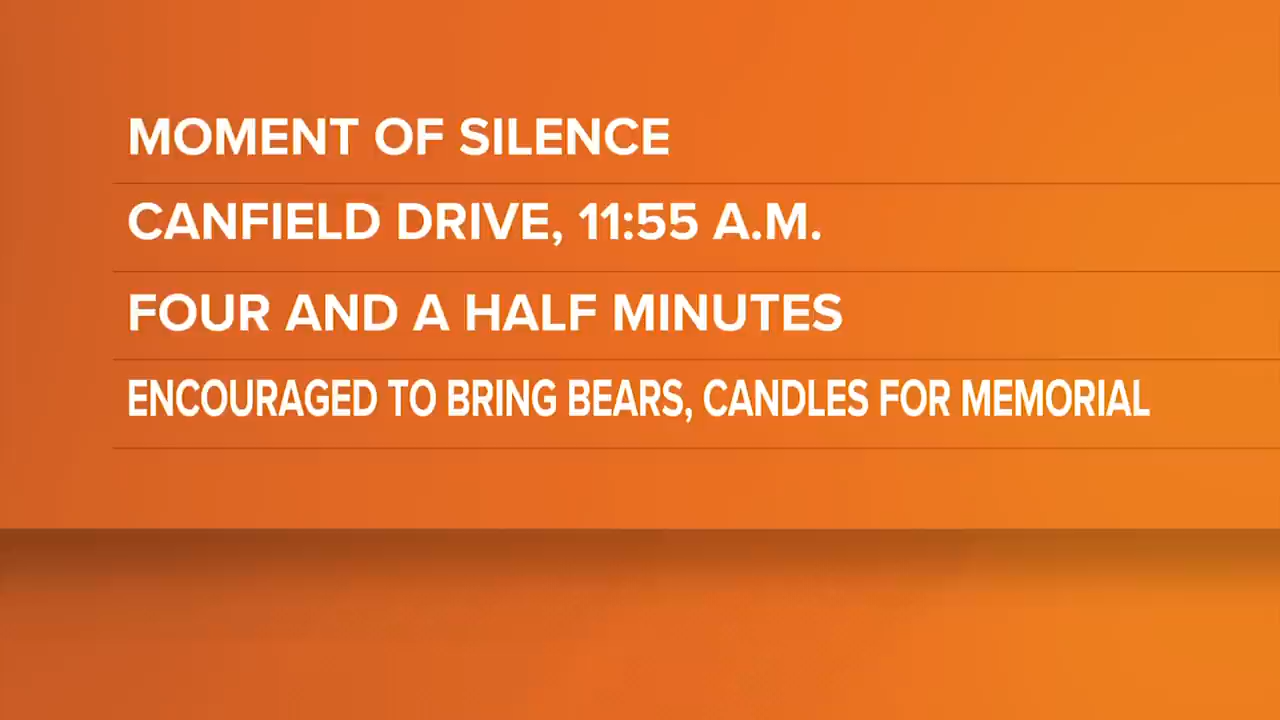 MOMENT OF SILENCE
CANFIELD DRIVE, 11:55 A.M.
FOUR AND A HALF MINUTES
ENCOURAGED TO BRING BEARS, CANDLES FOR MEMORIAL